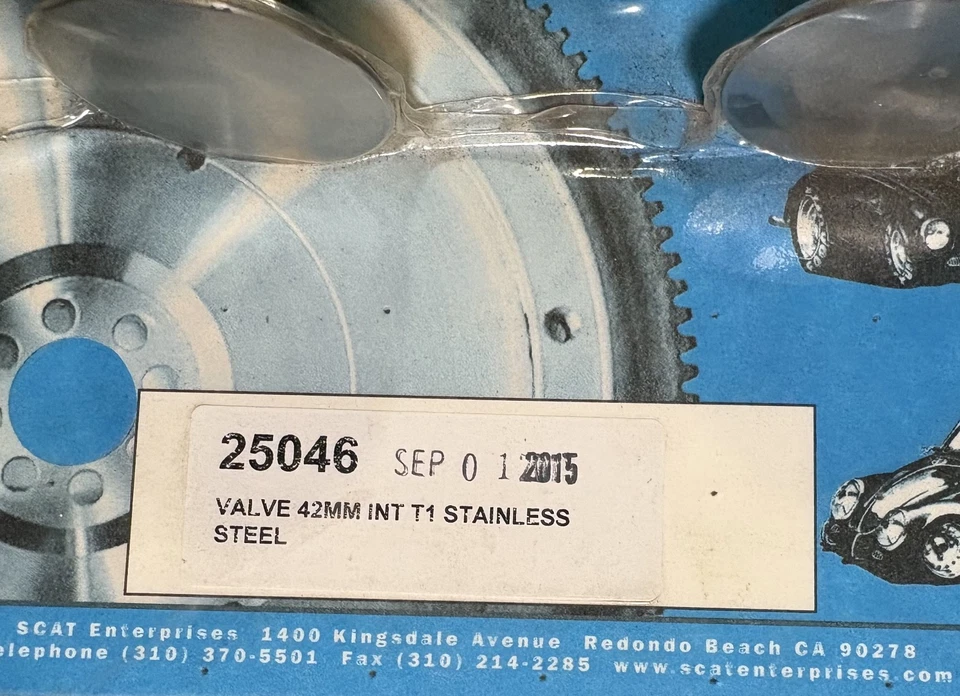 25046 SEP 0 1 2015
VALVE 42MM INT T1 STAINLESS
STEEL
SCAT Enterprises 1400 Kingsdale Avenue Redondo Beach CA 90278
elephone (310) 370-5501 Fax (310) 214-2285 www.scatenterprises.com